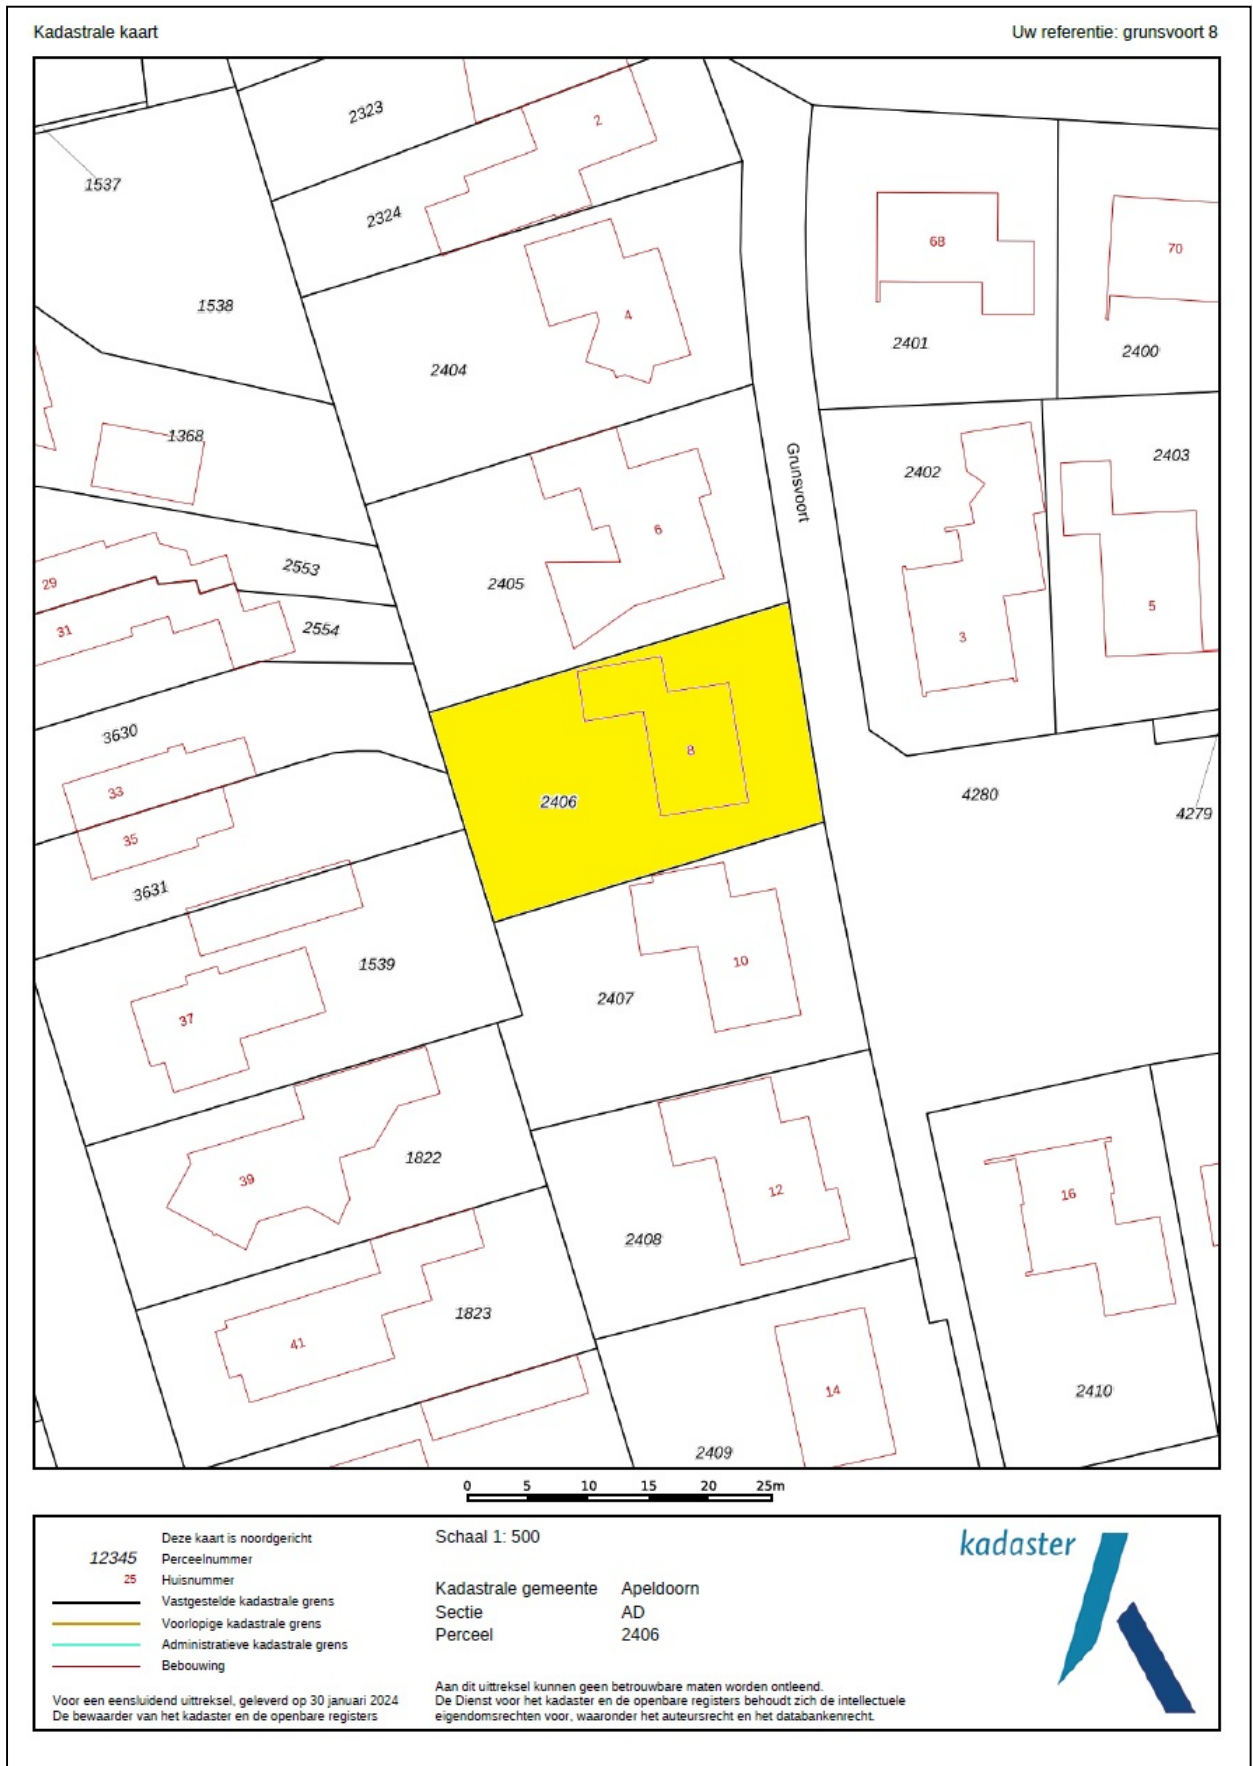 Kadastrale kaart
Uw referentie: grunsvoort 8
2323
2
1537
2324
68
70
1538
4
2401
2400
2404
1368
Grunsvoort
2402
2403
6
29
2553
2405
31
2554
5
3
3630
8
33
2406
4280
4279
35
3631
1539
10
37
2407
1822
39
12
16
2408
1823
41
14
2410
2409
0 5 10 15 20 25m
Deze kaart is noordgericht
12345 Perceelnummer
25 Huisnummer
Vastgestelde kadastrale grens
Voorlopige kadastrale grens
Administratieve kadastrale grens
Bebouwing
Voor een eensluidend uittreksel, geleverd op 30 januari 2024
De bewaarder van het kadaster en de openbare registers
Schaal 1: 500
Kadastrale gemeente Apeldoorn
Sectie AD
Perceel 2406
Aan dit uittreksel kunnen geen betrouwbare maten worden ontleend.
De Dienst voor het kadaster en de openbare registers behoudt zich de intellectuele
eigendomsrechten voor, waaronder het auteursrecht en het databankenrecht.
kadaster